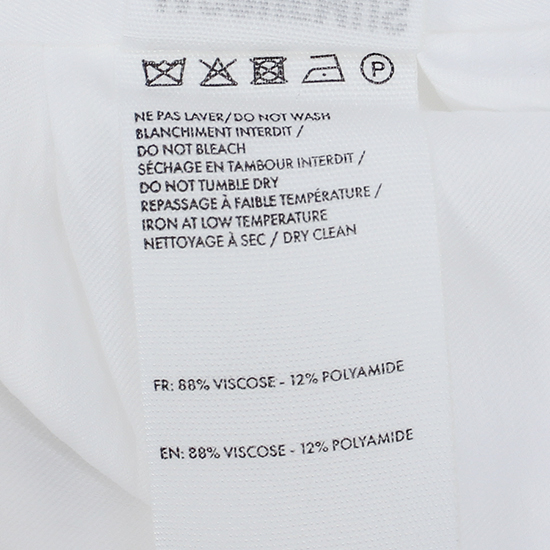 P
NE PAS LAVER/DO NOT WASH
BLANCHIMENT INTERDIT /
DO NOT BLEACH
SÉCHAGE EN TAMBOUR INTERDIT /
DO NOT TUMBLE DRY
REPASSAGE À FAIBLE TEMPÉRATURE /
IRON AT LOW TEMPERATURE
NETTOYAGE À SEC / DRY CLEAN
FR: 88% VISCOSE - 12% POLYAMIDE
EN: 88% VISCOSE - 12% POLYAMIDE